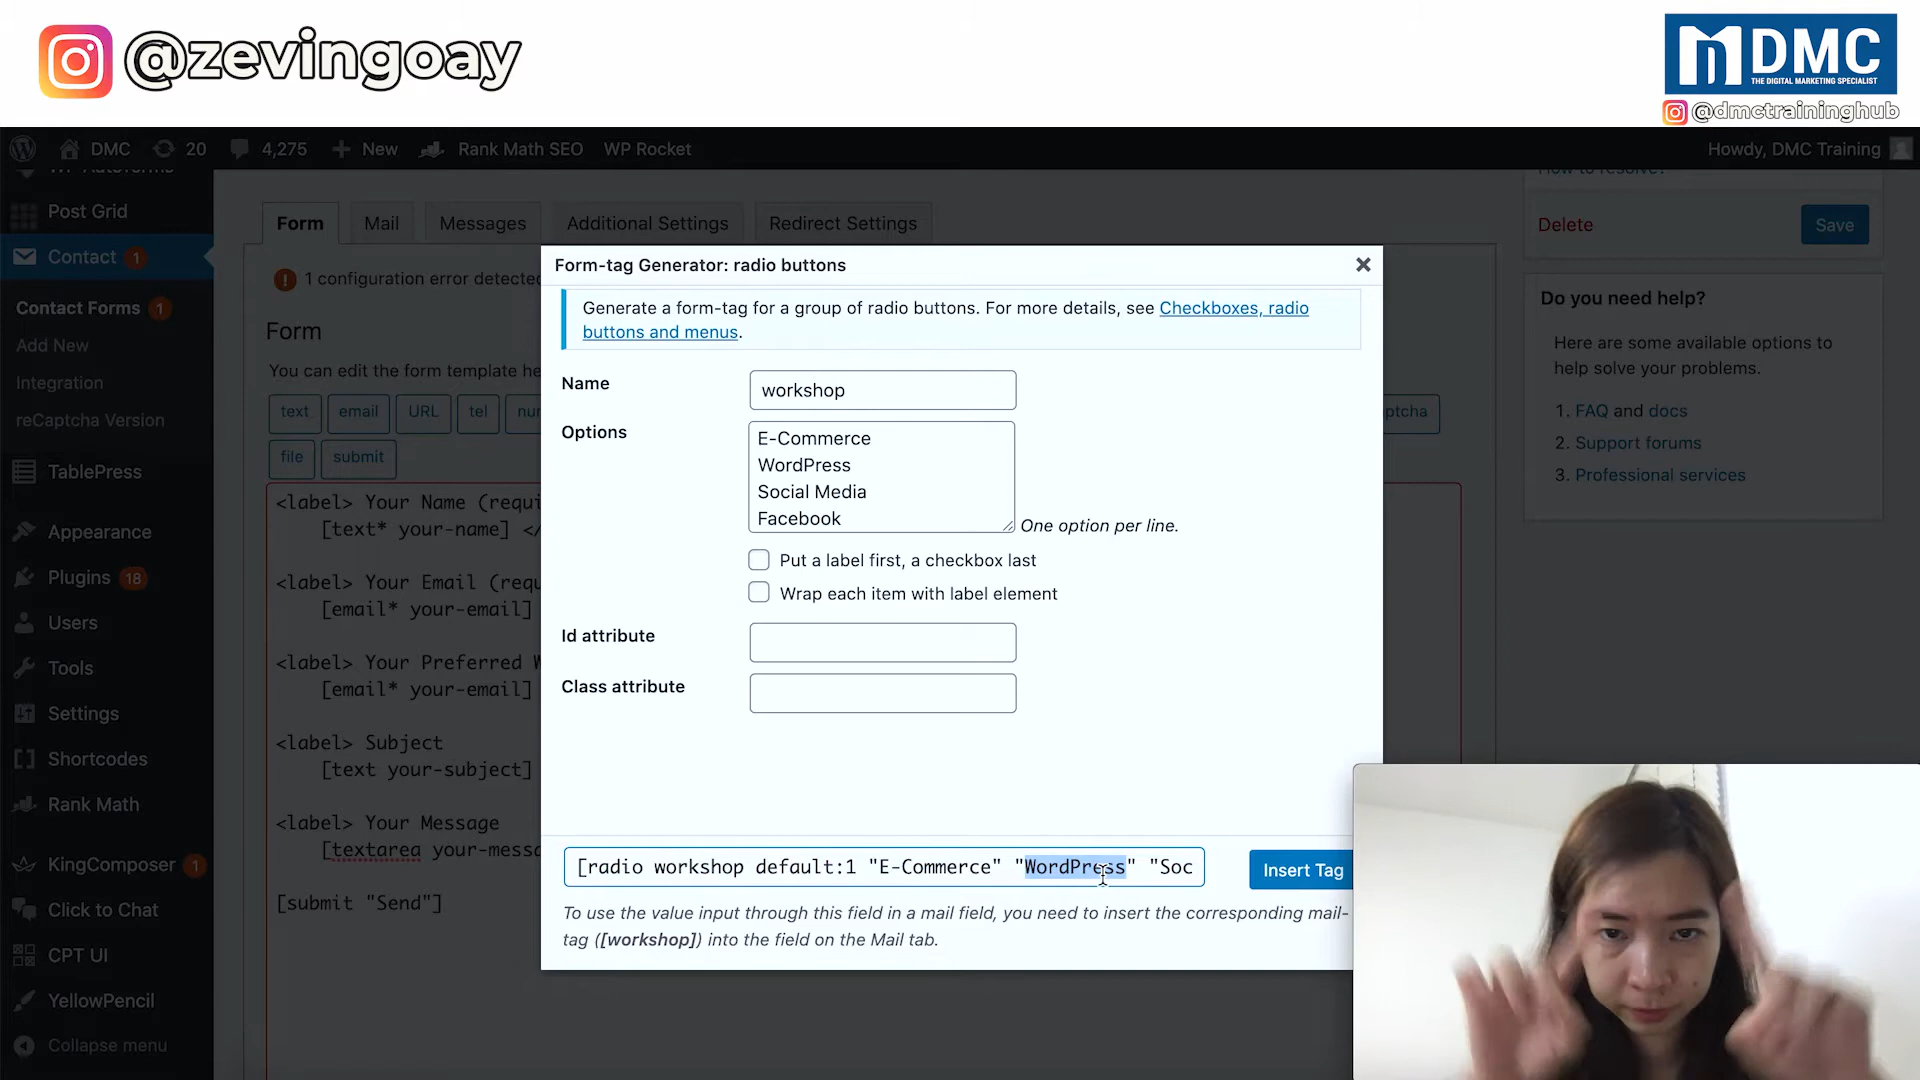 @zevingoay
DMC
THE DIGITAL MARKETING SPECIALIST
@dmctraininghub
DMC 20 4,275 New Rank Math SEO WP Rocket Howdy, DMC Training
Post Grid
Contact 1
Contact Forms 1
Add New
Integration
reCaptcha Version
TablePress
Appearance
Plugins 18
Users
Tools
Settings
Shortcodes
Rank Math
KingComposer 1
Click to Chat
CPT UI
YellowPencil
Collapse menu
Form Mail Messages Additional Settings Redirect Settings
1 configuration error detected
Form
You can edit the form template he
text email URL tel nu ptcha
file submit
<label> Your Name (requi
[text* your-name] </
<label> Your Email (requ
[email* your-email]
<label> Your Preferred W
[email* your-email]
<label> Subject
[text your-subject]
<label> Your Message
[textarea your-messa
[submit "Send"]
Form-tag Generator: radio buttons
Generate a form-tag for a group of radio buttons. For more details, see Checkboxes, radio
buttons and menus.
Name workshop
Options
E-Commerce
WordPress
Social Media
Facebook
One option per line.
Put a label first, a checkbox last
Wrap each item with label element
Id attribute
Class attribute
[radio workshop default:1 "E-Commerce" "WordPress" "Soc
Insert Tag
To use the value input through this field in a mail field, you need to insert the corresponding mail-
tag ([workshop]) into the field on the Mail tab.
How to resolve?
Delete Save
Do you need help?
Here are some available options to
help solve your problems.
1. FAQ and docs
2. Support forums
3. Professional services